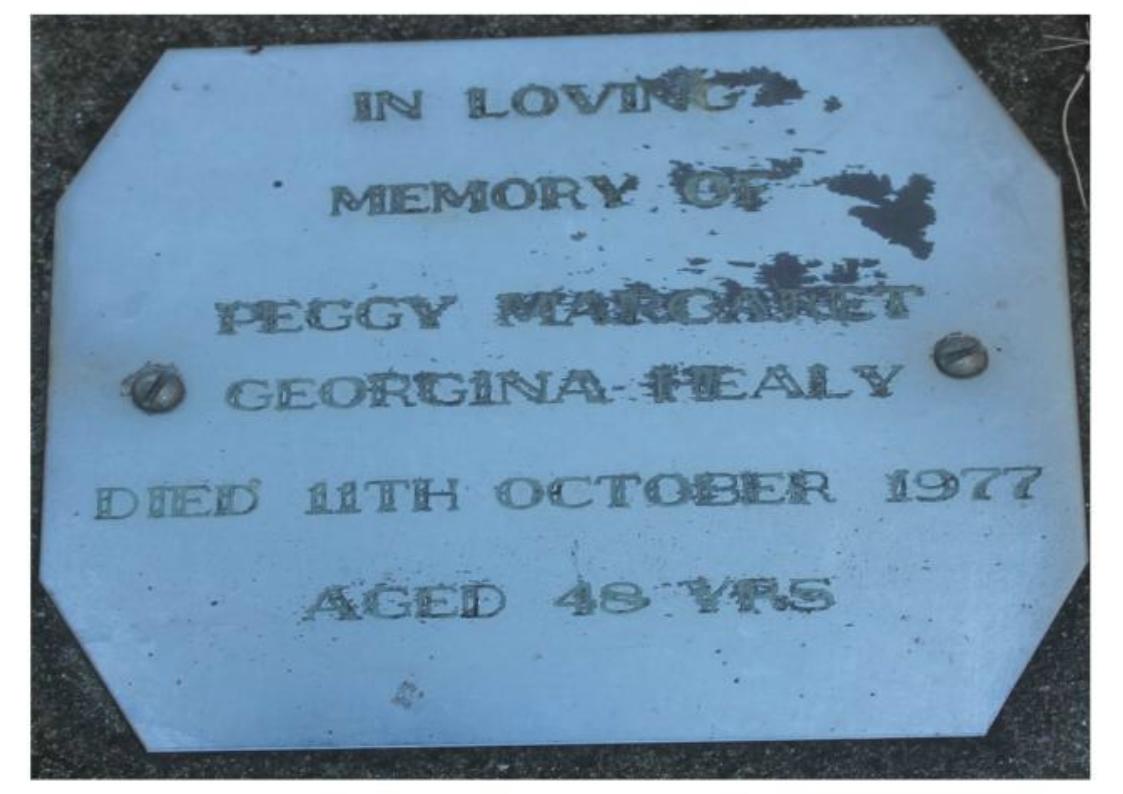 IN LOVING
MEMORY OF
PEGGY MARGARET
GEORGINA HEALY
DIED 11TH OCTOBER 1977
AGED 48 YRS